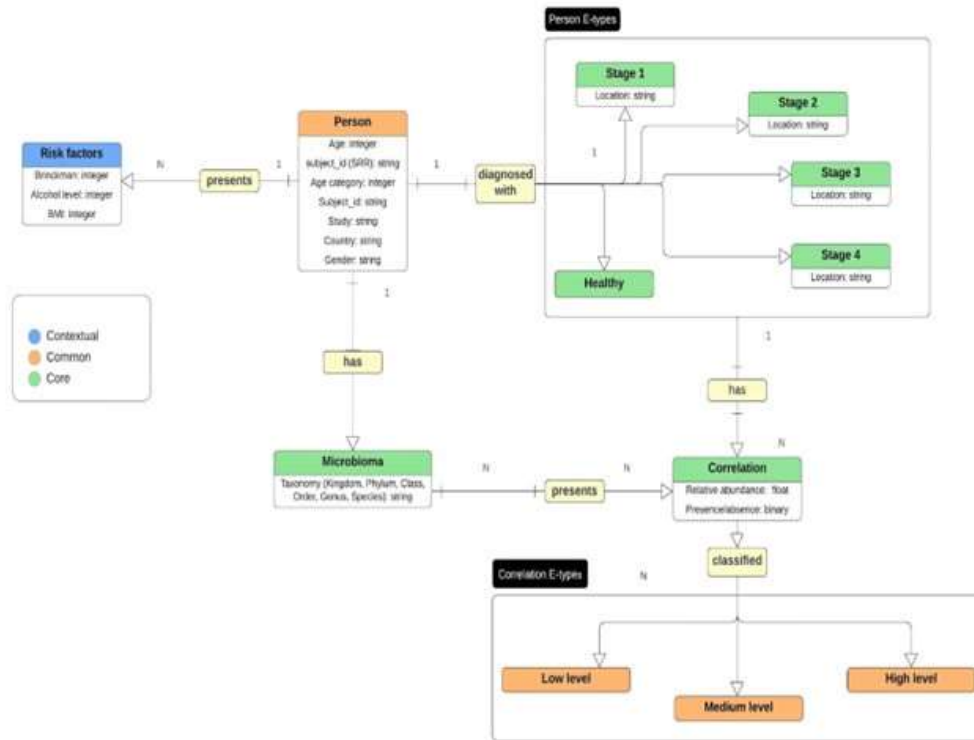 Person E-types
Stage 1
Location: string
Stage 2
Location: string
Person
Age: integer
subject_id (SRR): string
Age category: integer
Subject_id: string
Study: string
Country: string
Gender: string
Risk factors
Brinckman: integer
Alcohol level: integer
BMI: integer
N
presents
1
1
diagnosed
with
1
Stage 3
Location: string
Stage 4
Location: string
Healthy
1
Contextual
Common
Core
has
1
has
N
Microbioma
Taxonomy (Kingdom, Phylum, Class,
Order, Genus, Species): string
N
presents
N
Correlation
Relative abundance: float
Prevence/absence: binary
classified
Correlation E-types
N
Low level
Medium level
High level